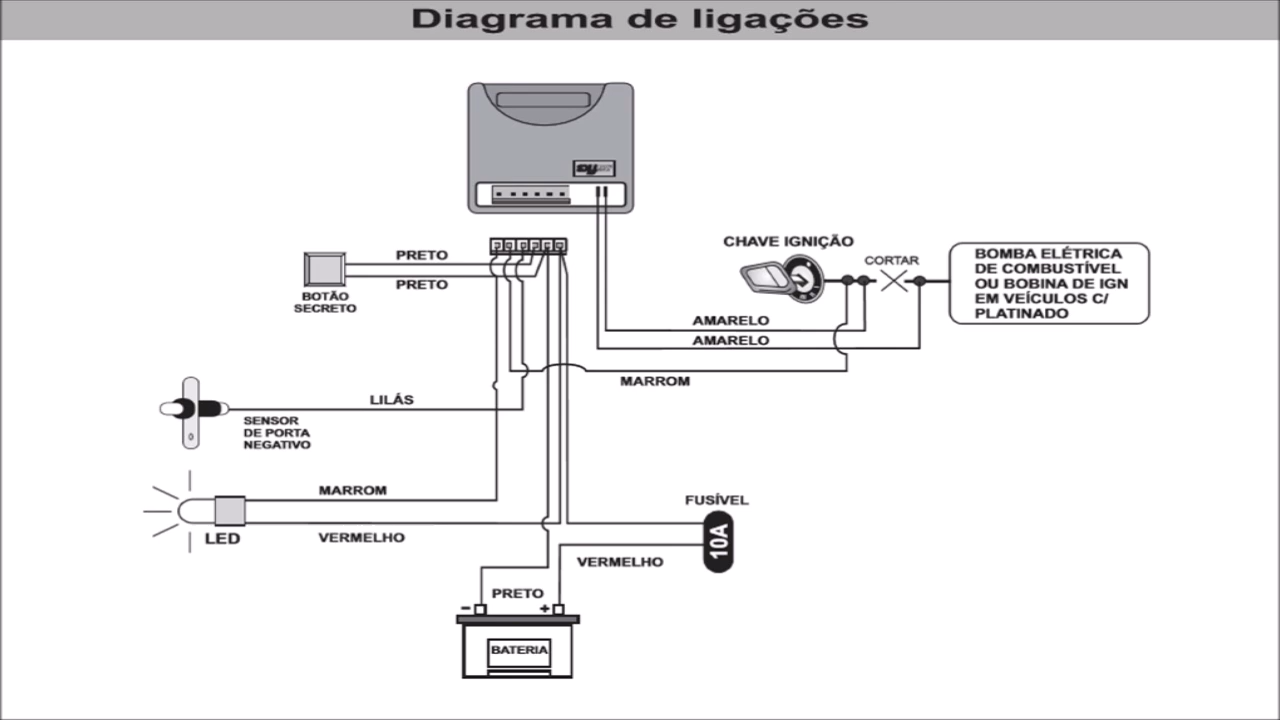 Diagrama de ligações
PRETO
PRETO
BOTÃO
SECRETO
CHAVE IGNIÇÃO
CORTAR
BOMBA ELÉTRICA
DE COMBUSTÍVEL
OU BOBINA DE IGN
EM VEÍCULOS C/
PLATINADO
AMARELO
AMARELO
MARROM
LILÁS
SENSOR
DE PORTA
NEGATIVO
MARROM
LED
VERMELHO
FUSÍVEL
10A
VERMELHO
PRETO
- +
BATERIA